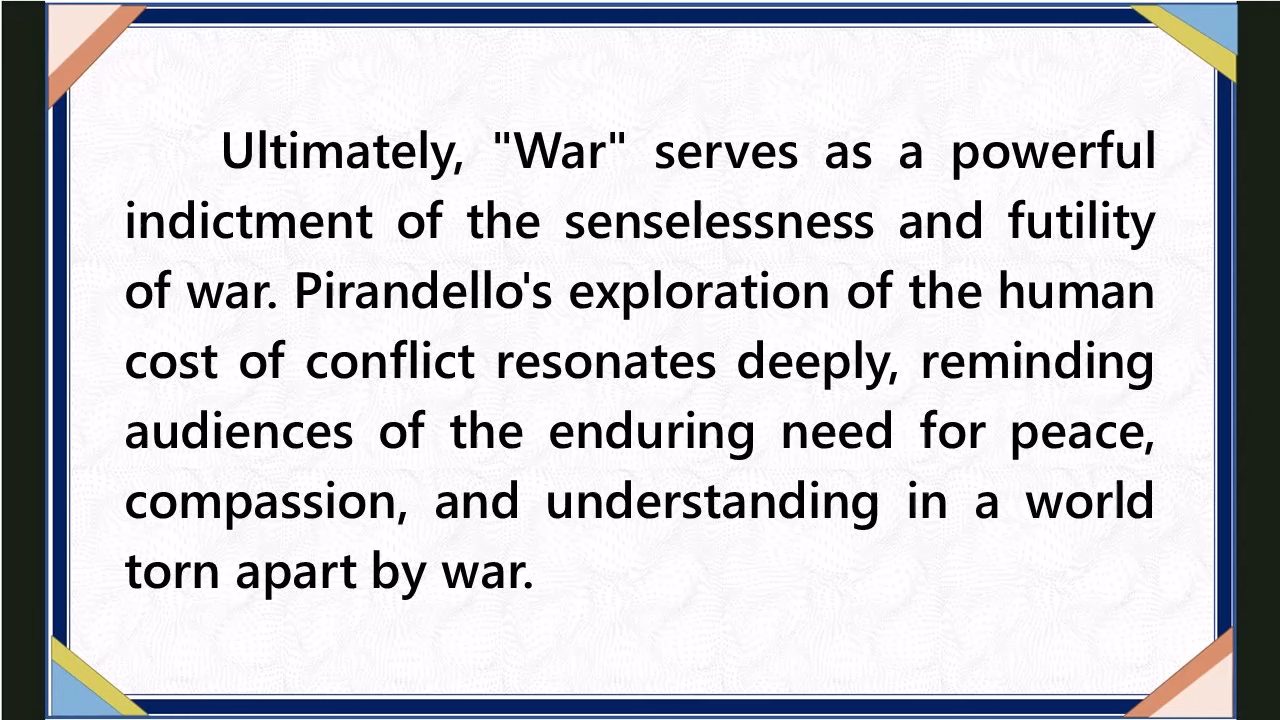 Ultimately, "War" serves as a powerful
indictment of the senselessness and futility
of war. Pirandello's exploration of the human
cost of conflict resonates deeply, reminding
audiences of the enduring need for peace,
compassion, and understanding in a world
torn apart by war.